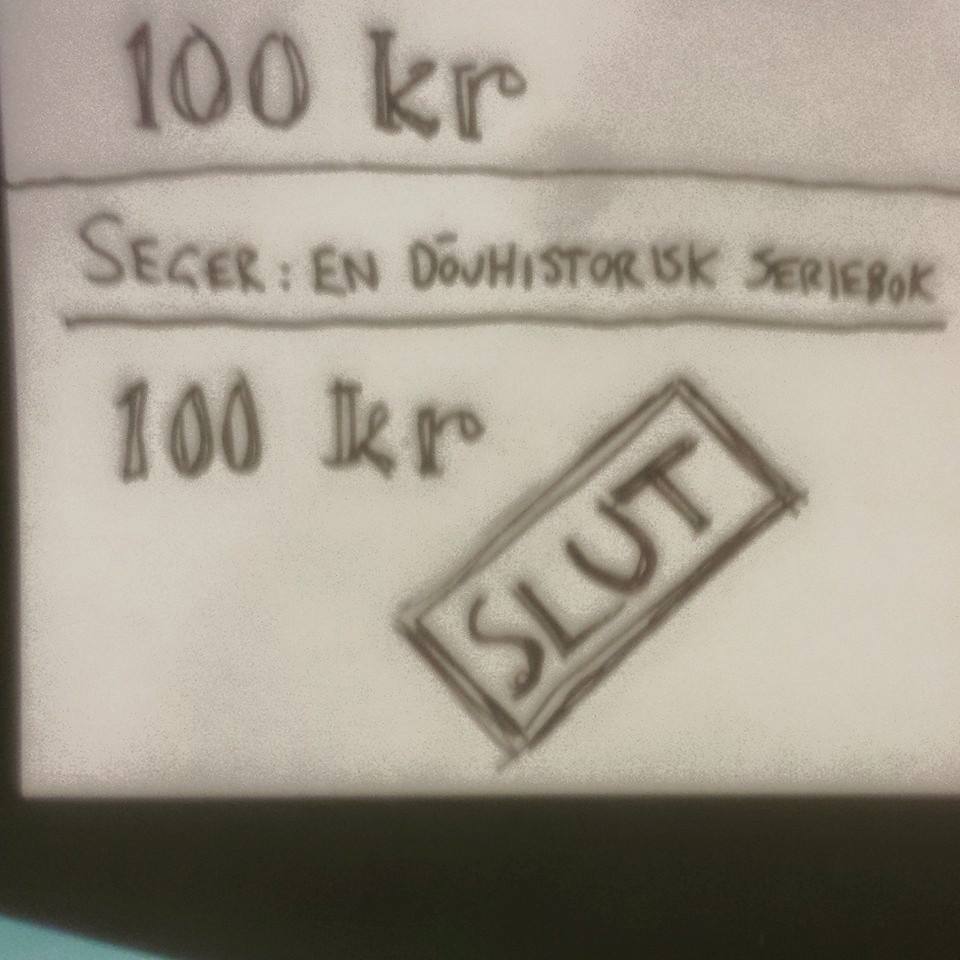 100 kr
SEGER: EN DÖVHISTORISK SERIEBOK
100 kr
SLUT